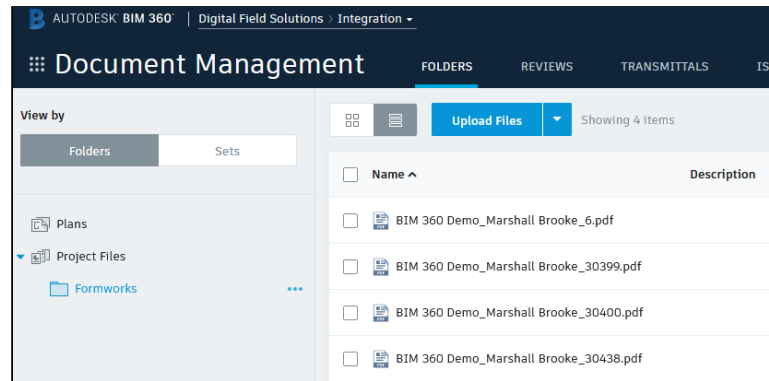 AUTODESK® BIM 360° | Digital Field Solutions > Integration
Document Management
FOLDERS REVIEWS TRANSMITTALS
View by
Folders Sets
Upload Files Showing 4 items
Name Description
Plans
Project Files
Formworks
BIM 360 Demo_Marshall Brooke_6.pdf
BIM 360 Demo_Marshall Brooke_30399.pdf
BIM 360 Demo_Marshall Brooke_30400.pdf
BIM 360 Demo_Marshall Brooke_30438.pdf